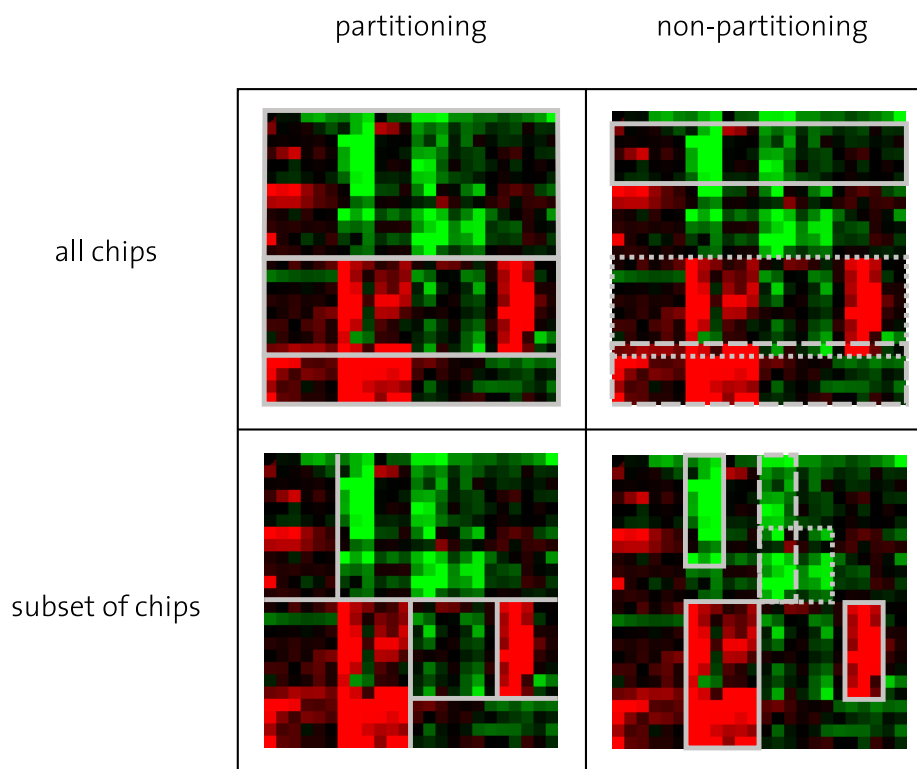 partitioning
non-partitioning
all chips
subset of chips